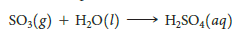 SO₃(g) + H₂O(l) ⟶ H₂SO₄(aq)